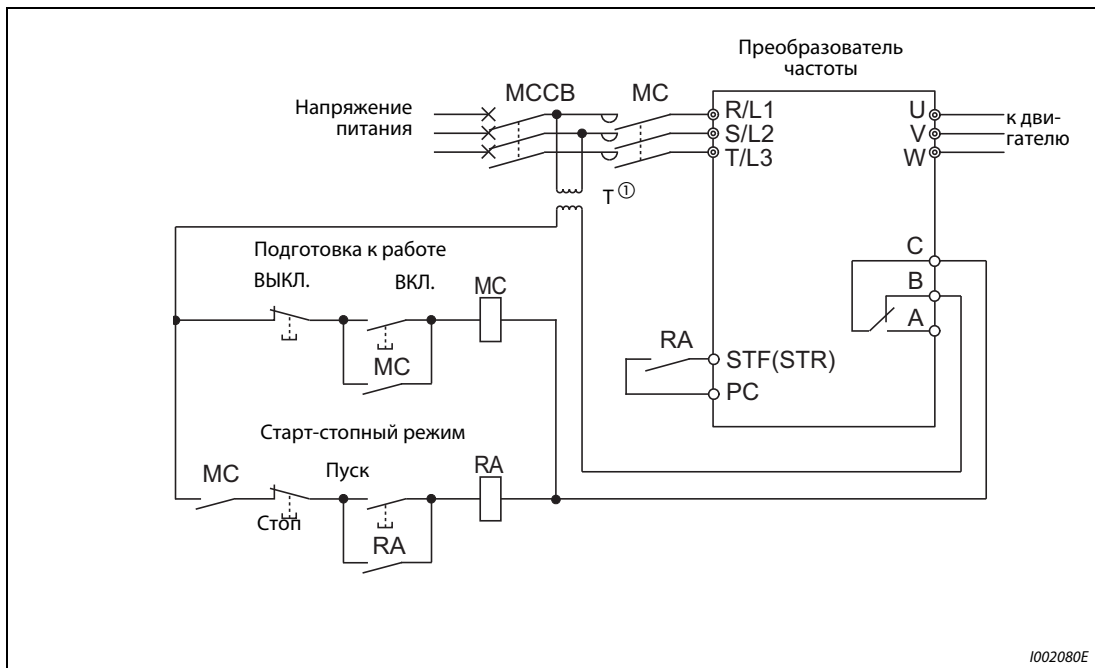 Преобразователь
частоты
Напряжение
питания
MCCB
MC
R/L1
S/L2
T/L3
U
V
W
к дви-
гателю
T ①
Подготовка к работе
ВЫКЛ.
ВКЛ.
MC
MC
C
B
A
RA
STF(STR)
PC
Старт-стопный режим
MC
Стоп
Пуск
RA
RA
I002080E